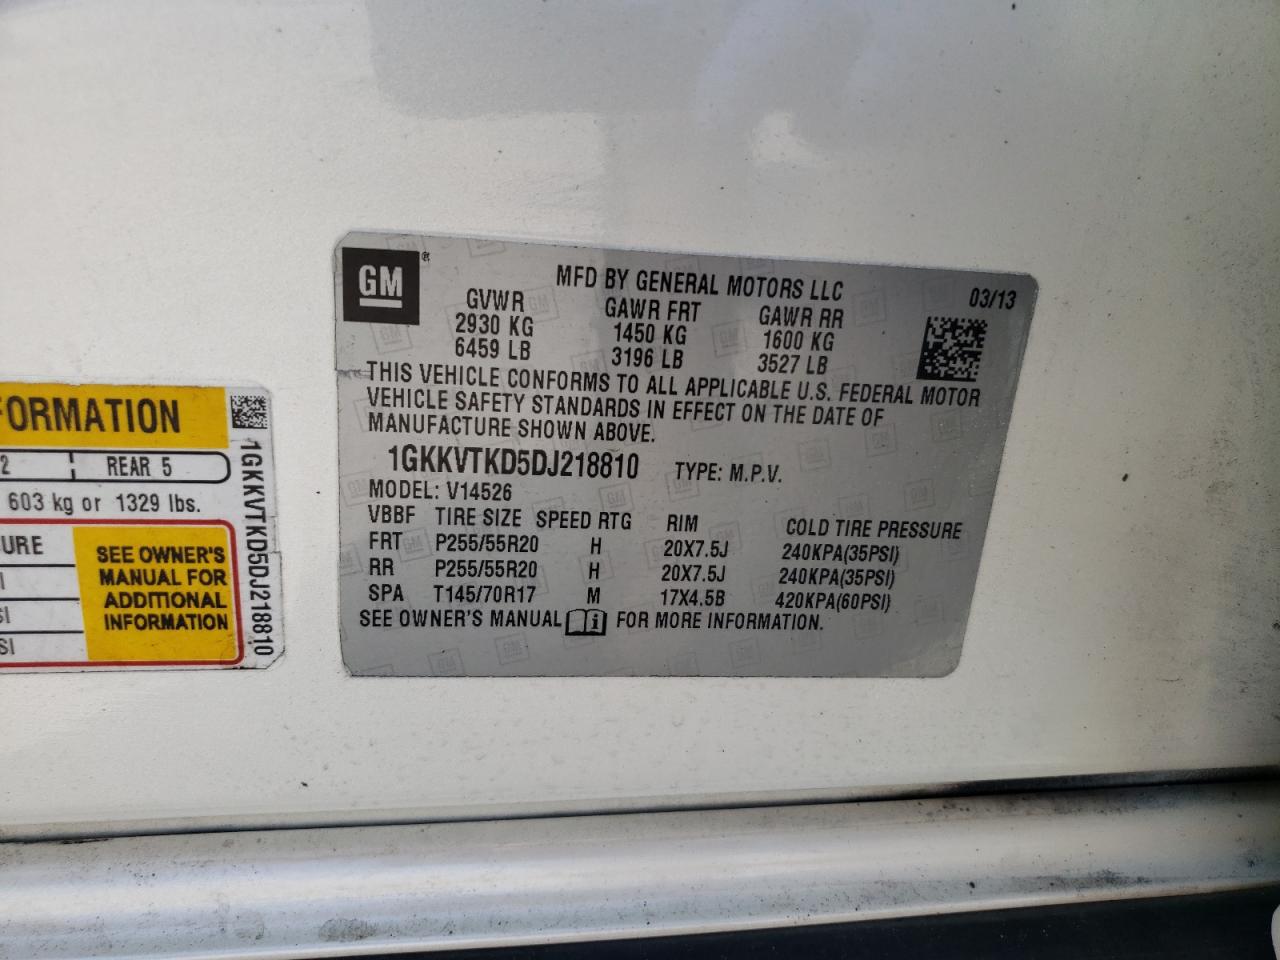 GM
®
MFD BY GENERAL MOTORS LLC
03/13
GVWR GAWR FRT GAWR RR
2930 KG 1450 KG 1600 KG
6459 LB 3196 LB 3527 LB
THIS VEHICLE CONFORMS TO ALL APPLICABLE U.S. FEDERAL MOTOR
VEHICLE SAFETY STANDARDS IN EFFECT ON THE DATE OF
MANUFACTURE SHOWN ABOVE.
1GKKVTKD5DJ218810 TYPE: M.P.V.
MODEL: V14526
VBBF TIRE SIZE SPEED RTG RIM COLD TIRE PRESSURE
FRT P255/55R20 H 20X7.5J 240KPA(35PSI)
RR P255/55R20 H 20X7.5J 240KPA(35PSI)
SPA T145/70R17 M 17X4.5B 420KPA(60PSI)
SEE OWNER'S MANUAL FOR MORE INFORMATION.
FORMATION
2 REAR 5
603 kg or 1329 lbs.
URE
SI
SI
SEE OWNER'S
MANUAL FOR
ADDITIONAL
INFORMATION
1GKKVTKD5DJ218810